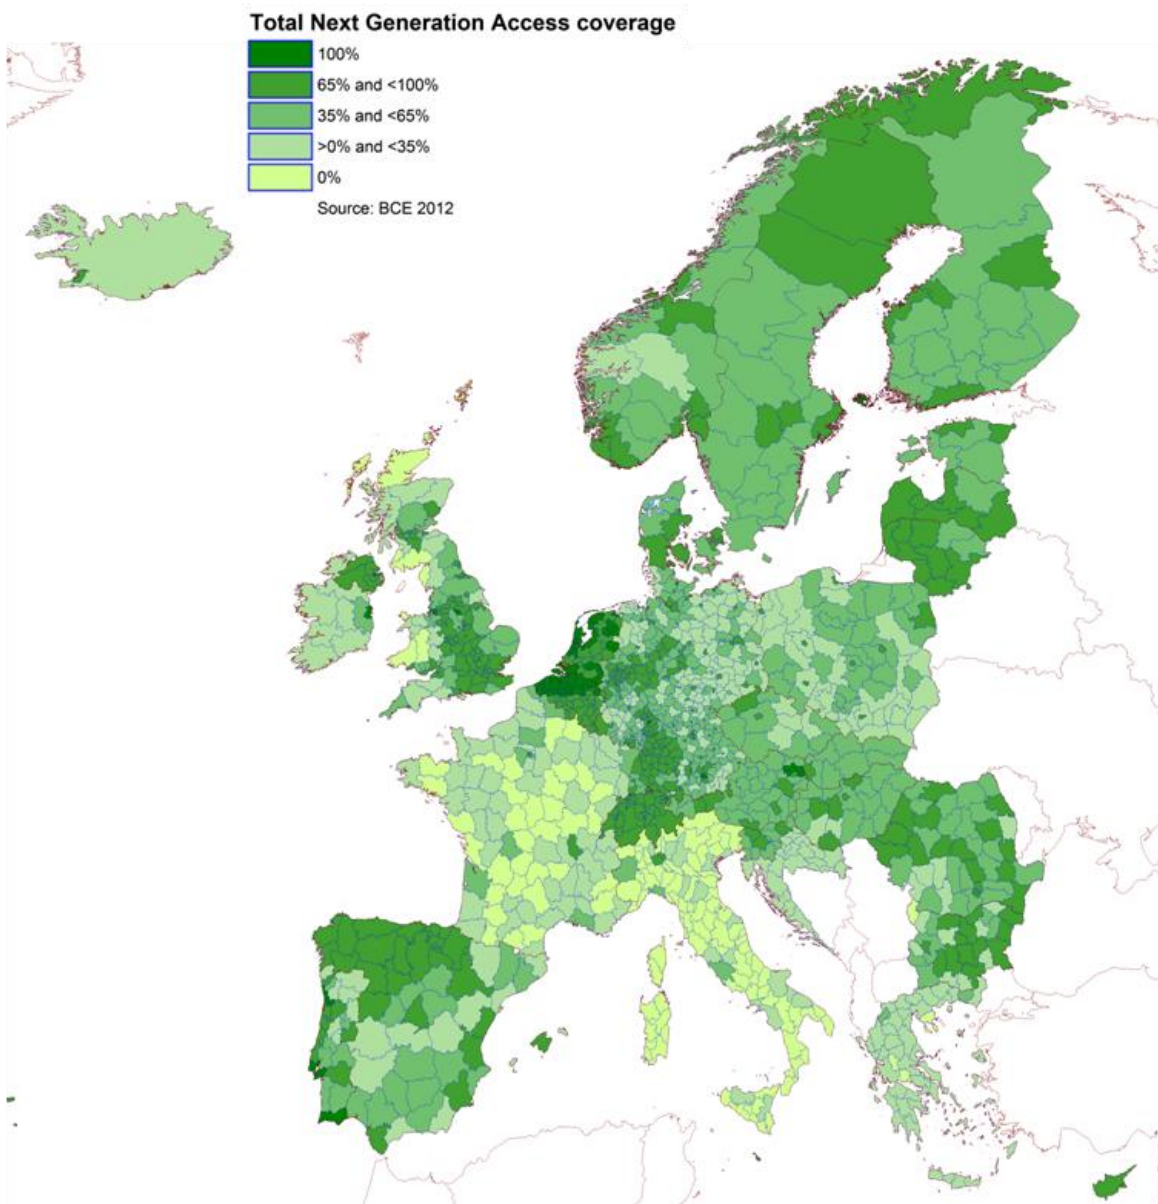 Total Next Generation Access coverage
100%
65% and <100%
35% and <65%
>0% and <35%
0%
Source: BCE 2012